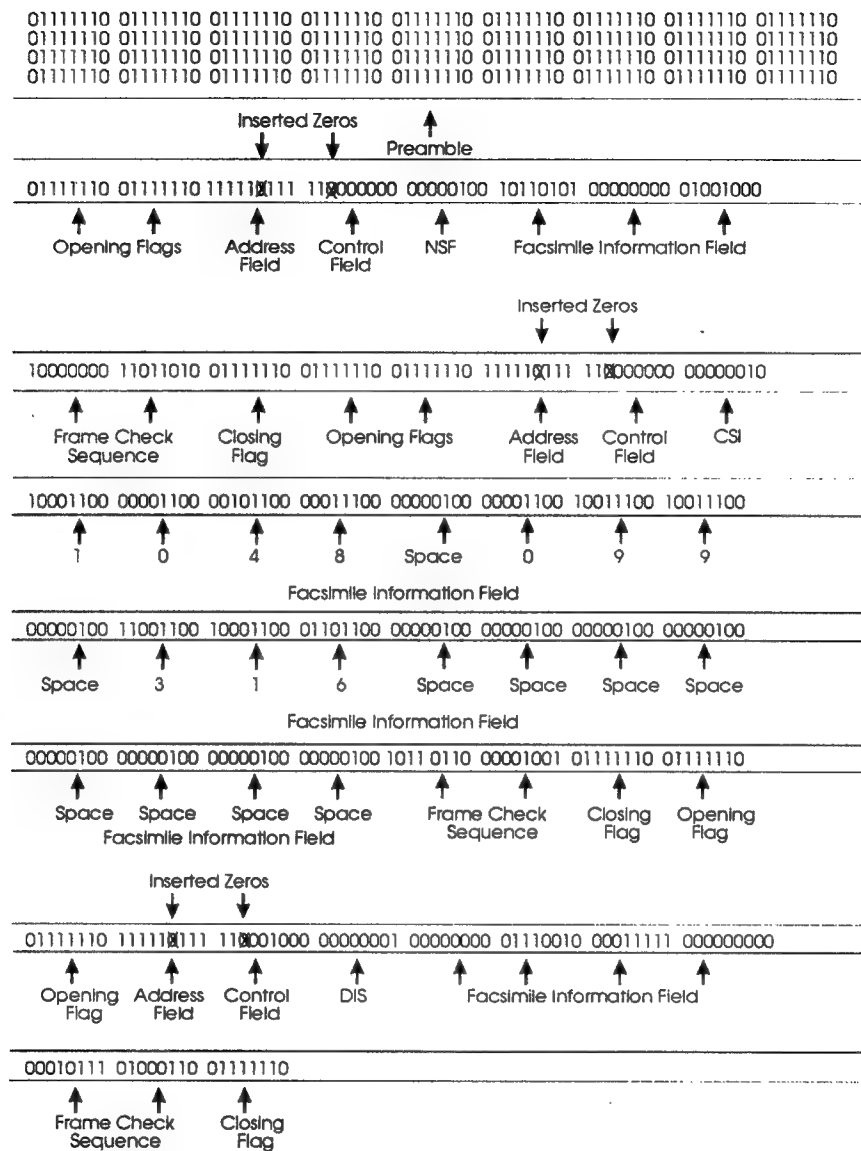 01111110 01111110 01111110 01111110 01111110 01111110 01111110 01111110 01111110
01111110 01111110 01111110 01111110 01111110 01111110 01111110 01111110 01111110
01111110 01111110 01111110 01111110 01111110 01111110 01111110 01111110 01111110
01111110 01111110 01111110 01111110 01111110 01111110 01111110 01111110 01111110
Inserted Zeros
Preamble
01111110 01111110 111110111 110000000 00000100 10110101 00000000 01001000
Opening Flags Address Field Control Field NSF Facsimile Information Field
Inserted Zeros
10000000 11011010 01111110 01111110 01111110 111110111 110000000 00000010
Frame Check Sequence Closing Flag Opening Flags Address Field Control Field CSI
10001100 00001100 00101100 00011100 00000100 00001100 10011100 10011100
1 0 4 8 Space 0 9 9
Facsimile Information Field
00000100 11001100 10001100 01101100 00000100 00000100 00000100 00000100
Space 3 1 6 Space Space Space Space
Facsimile Information Field
00000100 00000100 00000100 00000100 1011 0110 00001001 01111110 01111110
Space Space Space Space Frame Check Sequence Closing Flag Opening Flag
Facsimile Information Field
Inserted Zeros
01111110 111110111 110001000 00000001 00000000 01110010 00011111 000000000
Opening Flag Address Field Control Field DIS Facsimile Information Field
00010111 01000110 01111110
Frame Check Sequence Closing Flag